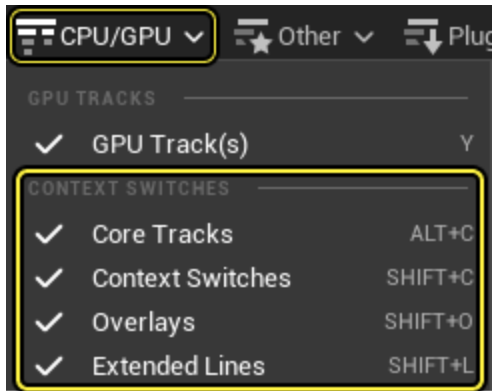 CPU/GPU Other Plug
GPU TRACKS
GPU Track(s) Y
CONTEXT SWITCHES
Core Tracks ALT+C
Context Switches SHIFT+C
Overlays SHIFT+O
Extended Lines SHIFT+L